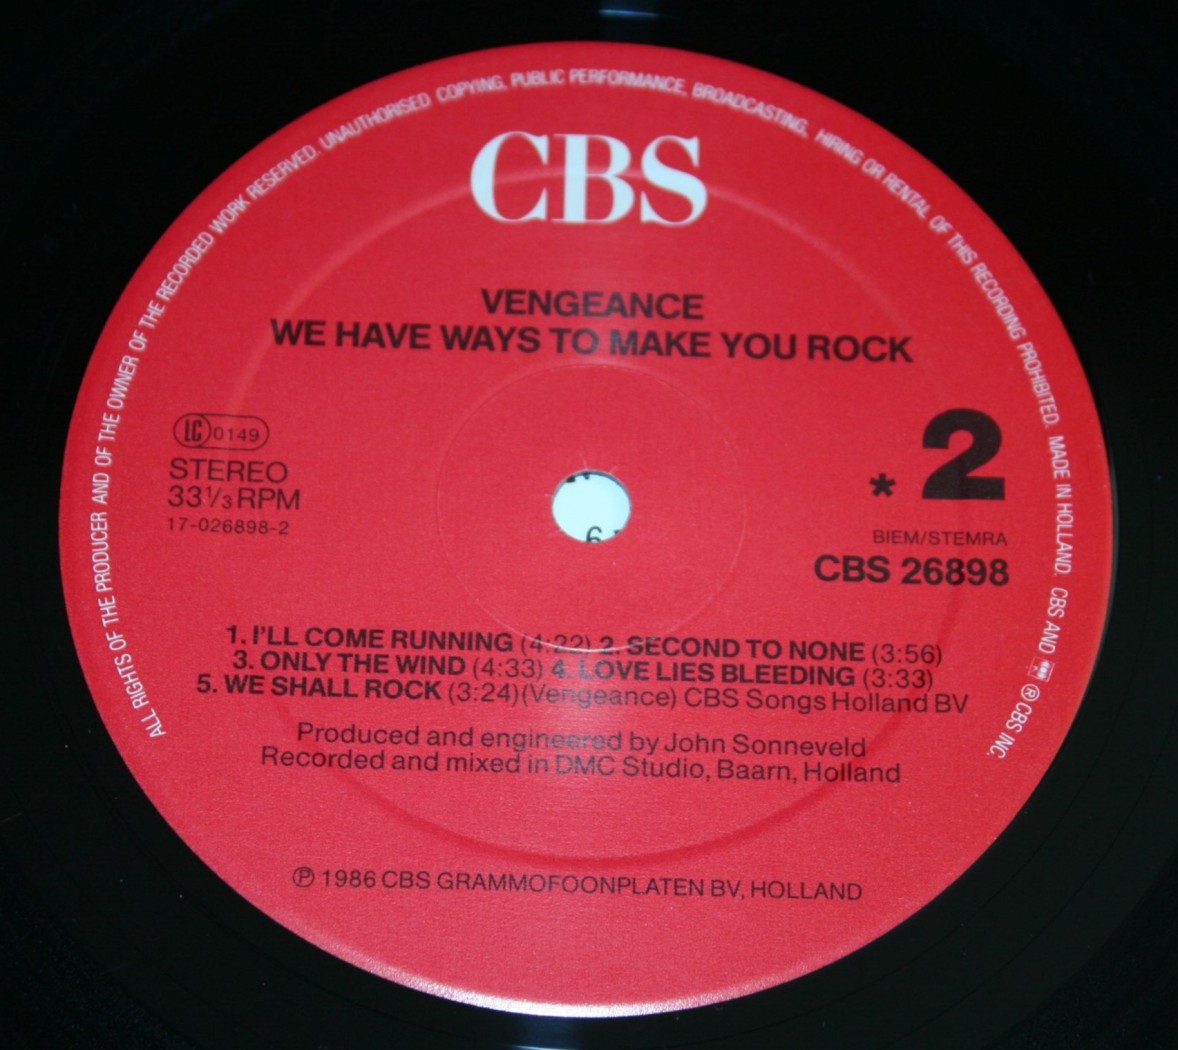 ALL RIGHTS OF THE PRODUCER AND OF THE OWNER OF THE RECORDED WORK RESERVED. UNAUTHORISED COPYING, PUBLIC PERFORMANCE, BROADCASTING, HIRING OR RENTAL OF THIS RECORDING PROHIBITED. MADE IN HOLLAND. CBS AND ® CBS INC.
CBS
VENGEANCE
WE HAVE WAYS TO MAKE YOU ROCK
LC 0149
STEREO
33 1/3 RPM
17-026898-2
* 2
BIEM/STEMRA
CBS 26898
6
1. I'LL COME RUNNING (4:22) 2. SECOND TO NONE (3:56)
3. ONLY THE WIND (4:33) 4. LOVE LIES BLEEDING (3:33)
5. WE SHALL ROCK (3:24)(Vengeance) CBS Songs Holland BV
Produced and engineered by John Sonneveld
Recorded and mixed in DMC Studio, Baarn, Holland
℗ 1986 CBS GRAMMOFOONPLATEN BV, HOLLAND